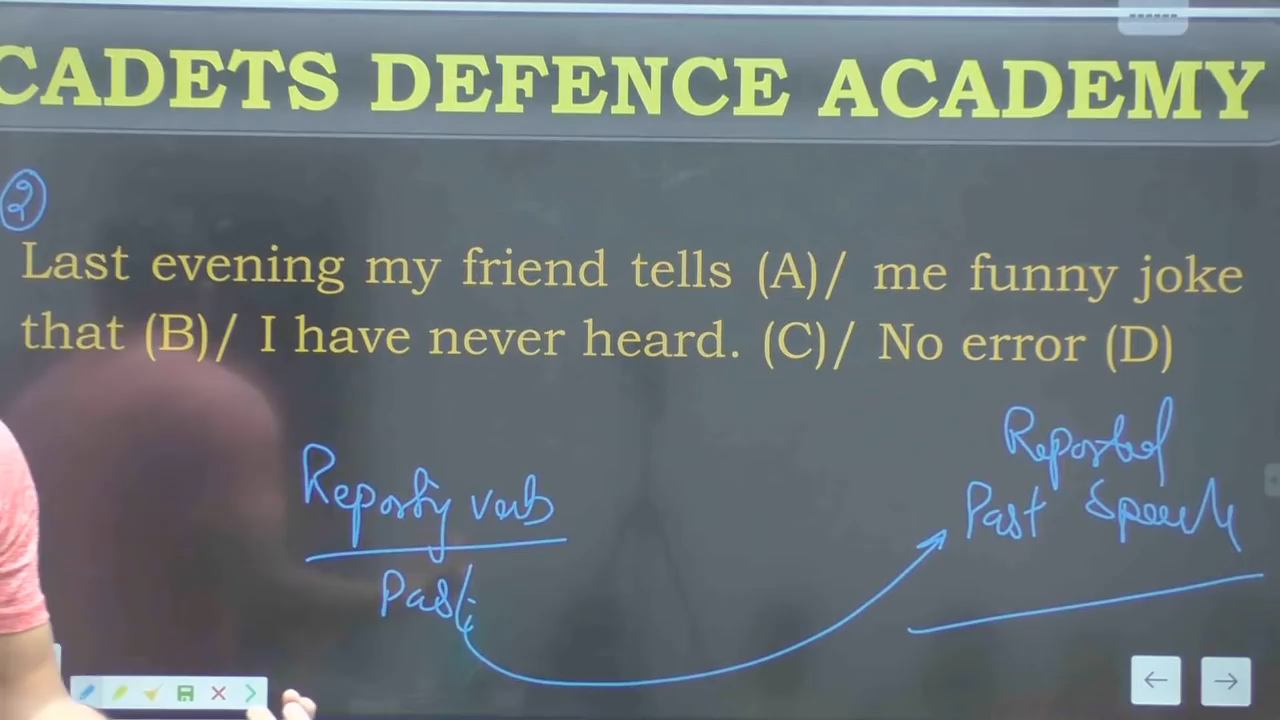 CADETS DEFENCE ACADEMY
2
Last evening my friend tells (A)/ me funny joke
that (B)/ I have never heard. (C)/ No error (D)
Reported
Past Speech
Reporting verb
Past